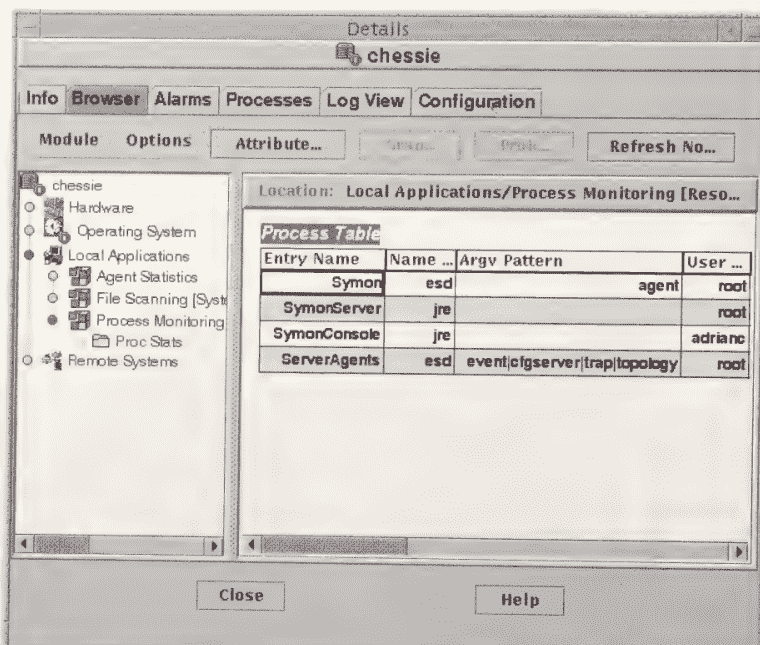 Details
chessie
Info Browser Alarms Processes Log View Configuration
Module Options Attribute... Refresh No...
chessie
Hardware
Operating System
Local Applications
Agent Statistics
File Scanning [Syst
Process Monitoring
Proc Stats
Remote Systems
Location: Local Applications/Process Monitoring [Reso...
Process Table
Entry Name Name ... Argv Pattern User ...
Symon esd agent root
SymonServer jre root
SymonConsole jre adrianc
ServerAgents esd event|cfgserver|trap|topology root
Close Help